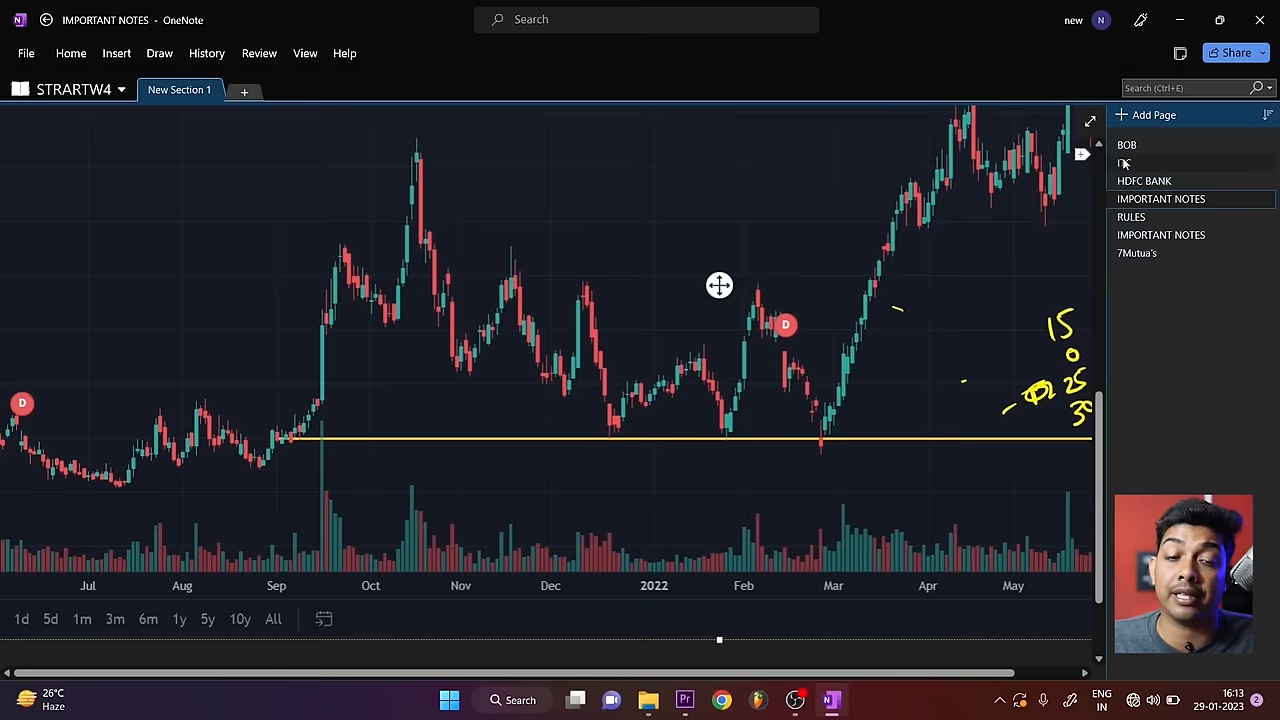 IMPORTANT NOTES - OneNote
Search
new N
File Home Insert Draw History Review View Help
Share
STRARTW4
New Section 1
+
Search (Ctrl+E)
Add Page
BOB
HDFC BANK
IMPORTANT NOTES
RULES
IMPORTANT NOTES
7Mutua's
D
D
15
0
25
30
Jul Aug Sep Oct Nov Dec 2022 Feb Mar Apr May
1d 5d 1m 3m 6m 1y 5y 10y All
26°C
Haze
Search
Pr
ENG
IN
16:13
29-01-2023
2